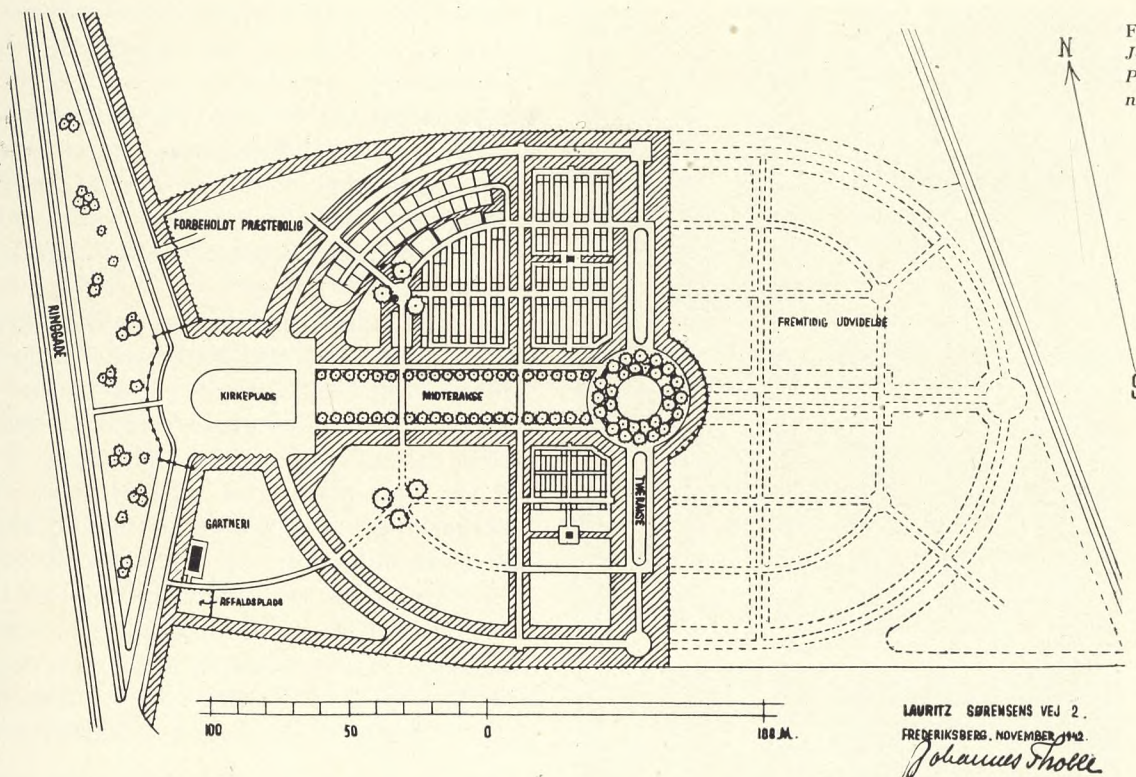 N
F
J
P
n
S
FORBEHOLDT PRÆSTEBOLIG
RINGGADE
KIRKEPLADS
MIDTERAKSE
FREMTIDIG UDVIDELSE
GARTNERI
TVÆRAKSE
AFFALDSPLADS
100 50 0 100 M.
LAURITZ SØRENSENS VEJ 2.
FREDERIKSBERG, NOVEMBER 1942.
Johannes Tholle